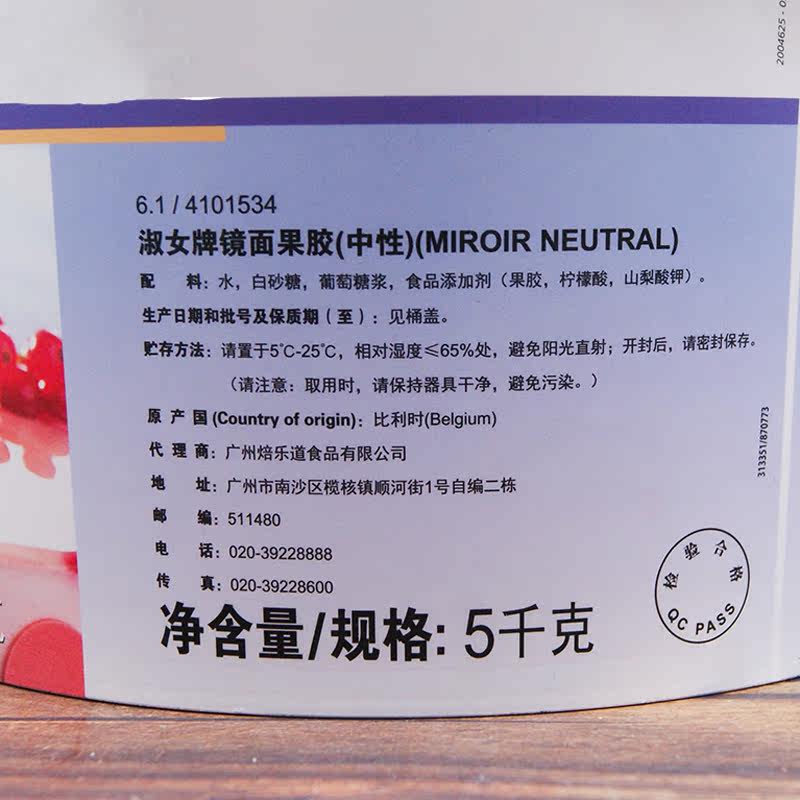 2004625 - 0
6.1 / 4101534
淑女牌镜面果胶(中性)(MIROIR NEUTRAL)
配 料：水，白砂糖，葡萄糖浆，食品添加剂（果胶，柠檬酸，山梨酸钾）。
生产日期和批号及保质期（至）：见桶盖。
贮存方法：请置于5℃-25℃，相对湿度≤65%处，避免阳光直射；开封后，请密封保存。
（请注意：取用时，请保持器具干净，避免污染。）
原 产 国(Country of origin)：比利时(Belgium)
代 理 商：广州焙乐道食品有限公司
地 址：广州市南沙区榄核镇顺河街1号自编二栋
邮 编：511480
电 话：020-39228888
传 真：020-39228600
净含量/规格: 5千克
313351/870773
检验合格
QC PASS